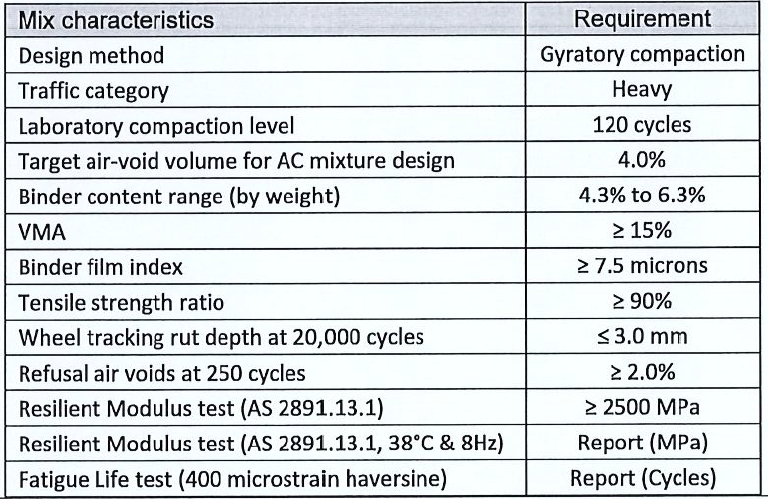 Mix characteristics Requirement
Design method Gyratory compaction
Traffic category Heavy
Laboratory compaction level 120 cycles
Target air-void volume for AC mixture design 4.0%
Binder content range (by weight) 4.3% to 6.3%
VMA ≥ 15%
Binder film index ≥ 7.5 microns
Tensile strength ratio ≥ 90%
Wheel tracking rut depth at 20,000 cycles ≤ 3.0 mm
Refusal air voids at 250 cycles ≥ 2.0%
Resilient Modulus test (AS 2891.13.1) ≥ 2500 MPa
Resilient Modulus test (AS 2891.13.1, 38°C & 8Hz) Report (MPa)
Fatigue Life test (400 microstrain haversine) Report (Cycles)